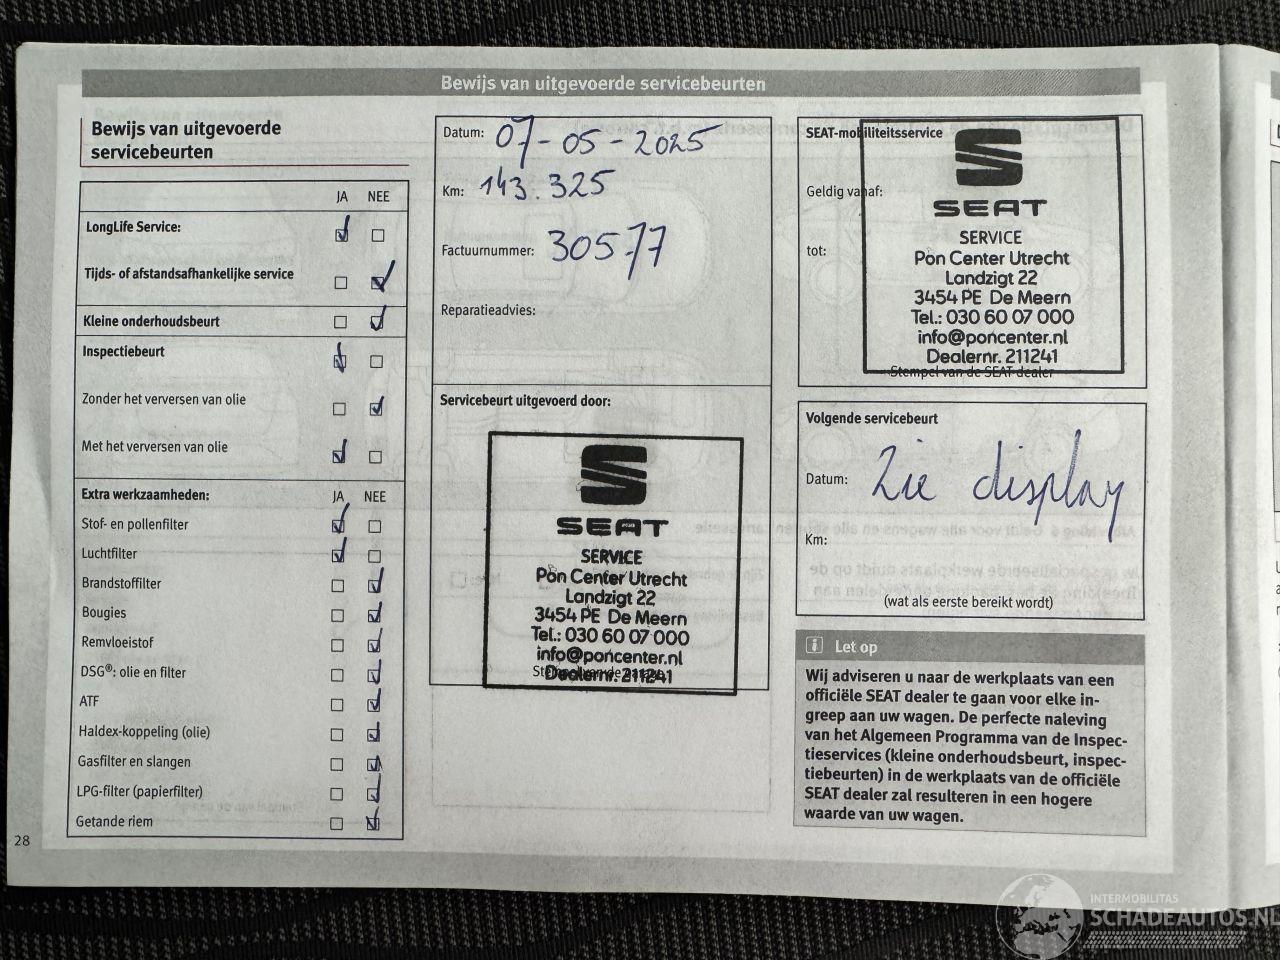 Bewijs van uitgevoerde servicebeurten
Bewijs van uitgevoerde
servicebeurten
JA NEE
LongLife Service:
Tijds- of afstandsafhankelijke service
Kleine onderhoudsbeurt
Inspectiebeurt
Zonder het verversen van olie
Met het verversen van olie
Extra werkzaamheden: JA NEE
Stof- en pollenfilter
Luchtfilter
Brandstoffilter
Bougies
Remvloeistof
DSG®: olie en filter
ATF
Haldex-koppeling (olie)
Gasfilter en slangen
LPG-filter (papierfilter)
Getande riem
28
Datum: 07-05-2025
Km: 143.325
Factuurnummer: 30577
Reparatieadvies:
Servicebeurt uitgevoerd door:
SEAT
SERVICE
Pon Center Utrecht
Landzigt 22
3454 PE De Meern
Tel.: 030 60 07 000
info@poncenter.nl
Dealernr. 211241
SEAT-mobiliteitsservice
Geldig vanaf:
tot:
SEAT
SERVICE
Pon Center Utrecht
Landzigt 22
3454 PE De Meern
Tel.: 030 60 07 000
info@poncenter.nl
Dealernr. 211241
Stempel van de SEAT dealer
Volgende servicebeurt
Datum: Zie display
Km:
(wat als eerste bereikt wordt)
i Let op
Wij adviseren u naar de werkplaats van een
officiële SEAT dealer te gaan voor elke in-
greep aan uw wagen. De perfecte naleving
van het Algemeen Programma van de Inspec-
tieservices (kleine onderhoudsbeurt, inspec-
tiebeurten) in de werkplaats van de officiële
SEAT dealer zal resulteren in een hogere
waarde van uw wagen.
INTERMOBILITAS
SCHADEAUTOS.NL